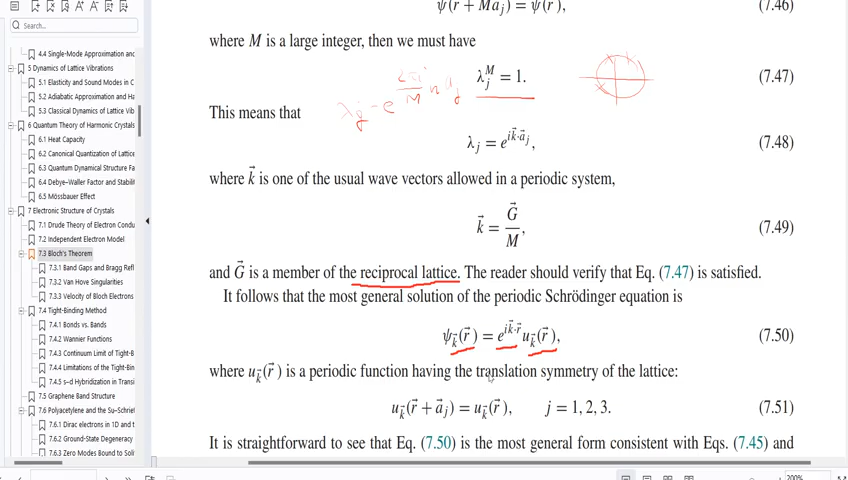 ψ(r⃗ + Ma⃗ⱼ) = ψ(r⃗), (7.46)
Search...
where M is a large integer, then we must have
4.4 Single-Mode Approximation and
5 Dynamics of Lattice Vibrations
5.1 Elasticity and Sound Modes in C
λⱼᴹ = 1. (7.47)
5.2 Adiabatic Approximation and Ha
5.3 Classical Dynamics of Lattice Vib
This means that
6 Quantum Theory of Harmonic Crystals
6.1 Heat Capacity
λⱼ = e^{ik⃗·a⃗ⱼ}, (7.48)
6.2 Canonical Quantization of Lattice
6.3 Quantum Dynamical Structure Fa
6.4 Debye–Waller Factor and Stabilit
where k⃗ is one of the usual wave vectors allowed in a periodic system,
6.5 Mössbauer Effect
7 Electronic Structure of Crystals
7.1 Drude Theory of Electron Condu
k⃗ = G⃗/M, (7.49)
7.2 Independent Electron Model
7.3 Bloch's Theorem
7.3.1 Band Gaps and Bragg Refl
and G⃗ is a member of the reciprocal lattice. The reader should verify that Eq. (7.47) is satisfied.
7.3.2 Van Hove Singularities
7.3.3 Velocity of Bloch Electrons
It follows that the most general solution of the periodic Schrödinger equation is
7.4 Tight-Binding Method
7.4.1 Bonds vs. Bands
ψ_k⃗(r⃗) = e^{ik⃗·r⃗}u_k⃗(r⃗), (7.50)
7.4.2 Wannier Functions
7.4.3 Continuum Limit of Tight-B
7.4.4 Limitations of the Tight-Bind
where u_k⃗(r⃗) is a periodic function having the translation symmetry of the lattice:
7.4.5 s–d Hybridization in Transi
7.5 Graphene Band Structure
u_k⃗(r⃗ + a⃗ⱼ) = u_k⃗(r⃗), j = 1, 2, 3. (7.51)
7.6 Polyacetylene and the Su–Schrief
7.6.1 Dirac electrons in 1D and t
7.6.2 Ground-State Degeneracy
It is straightforward to see that Eq. (7.50) is the most general form consistent with Eqs. (7.45) and
7.6.3 Zero Modes Bound to Solit
200%